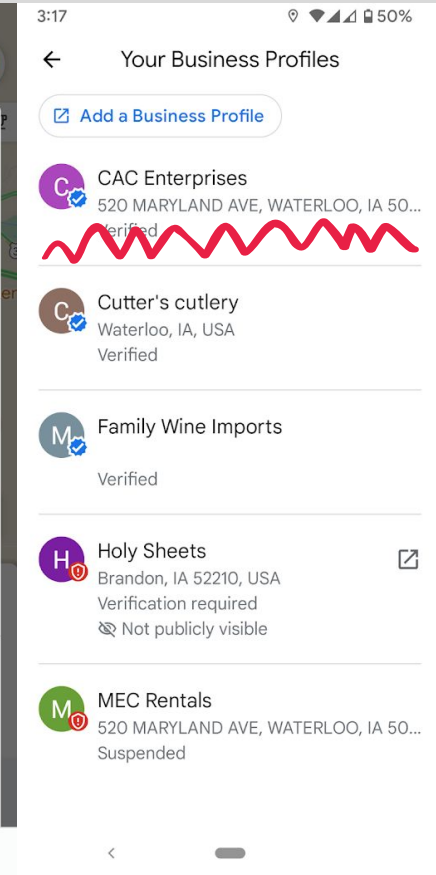 3:17
50%
Your Business Profiles
Add a Business Profile
C
CAC Enterprises
520 MARYLAND AVE, WATERLOO, IA 50...
Verified
C
Cutter's cutlery
Waterloo, IA, USA
Verified
M
Family Wine Imports
Verified
H
Holy Sheets
Brandon, IA 52210, USA
Verification required
Not publicly visible
M
MEC Rentals
520 MARYLAND AVE, WATERLOO, IA 50...
Suspended